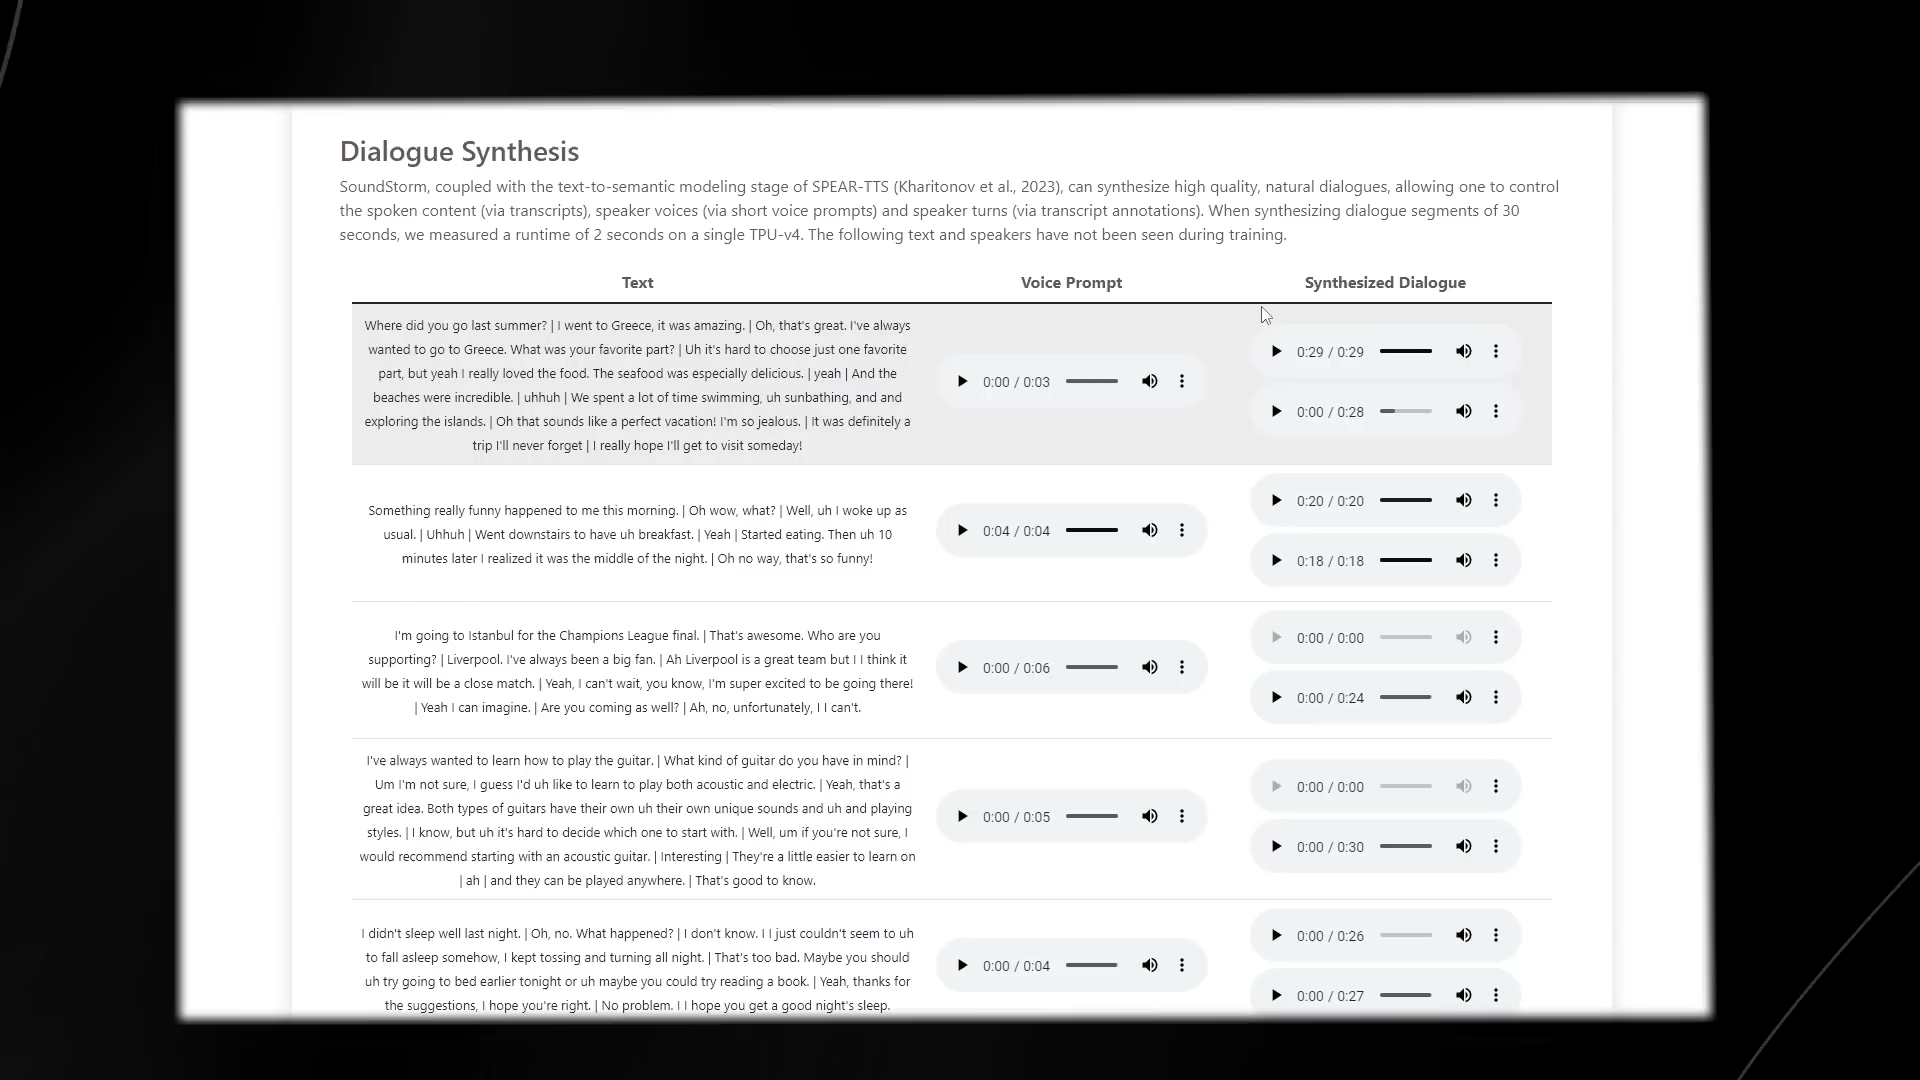 Dialogue Synthesis
SoundStorm, coupled with the text-to-semantic modeling stage of SPEAR-TTS (Kharitonov et al., 2023), can synthesize high quality, natural dialogues, allowing one to control
the spoken content (via transcripts), speaker voices (via short voice prompts) and speaker turns (via transcript annotations). When synthesizing dialogue segments of 30
seconds, we measured a runtime of 2 seconds on a single TPU-v4. The following text and speakers have not been seen during training.
Text Voice Prompt Synthesized Dialogue
Where did you go last summer? | I went to Greece, it was amazing. | Oh, that's great. I've always
wanted to go to Greece. What was your favorite part? | Uh it's hard to choose just one favorite
part, but yeah I really loved the food. The seafood was especially delicious. | yeah | And the
beaches were incredible. | uhhuh | We spent a lot of time swimming, uh sunbathing, and and
exploring the islands. | Oh that sounds like a perfect vacation! I'm so jealous. | It was definitely a
trip I'll never forget | I really hope I'll get to visit someday!
0:00 / 0:03
0:29 / 0:29
0:00 / 0:28
Something really funny happened to me this morning. | Oh wow, what? | Well, uh I woke up as
usual. | Uhhuh | Went downstairs to have uh breakfast. | Yeah | Started eating. Then uh 10
minutes later I realized it was the middle of the night. | Oh no way, that's so funny!
0:04 / 0:04
0:20 / 0:20
0:18 / 0:18
I'm going to Istanbul for the Champions League final. | That's awesome. Who are you
supporting? | Liverpool. I've always been a big fan. | Ah Liverpool is a great team but I I think it
will be it will be a close match. | Yeah, I can't wait, you know, I'm super excited to be going there!
| Yeah I can imagine. | Are you coming as well? | Ah, no, unfortunately, I I can't.
0:00 / 0:06
0:00 / 0:00
0:00 / 0:24
I've always wanted to learn how to play the guitar. | What kind of guitar do you have in mind? |
Um I'm not sure, I guess I'd uh like to learn to play both acoustic and electric. | Yeah, that's a
great idea. Both types of guitars have their own uh their own unique sounds and uh and playing
styles. | I know, but uh it's hard to decide which one to start with. | Well, um if you're not sure, I
would recommend starting with an acoustic guitar. | Interesting | They're a little easier to learn on
| ah | and they can be played anywhere. | That's good to know.
0:00 / 0:05
0:00 / 0:00
0:00 / 0:30
I didn't sleep well last night. | Oh, no. What happened? | I don't know. I I just couldn't seem to uh
to fall asleep somehow, I kept tossing and turning all night. | That's too bad. Maybe you should
uh try going to bed earlier tonight or uh maybe you could try reading a book. | Yeah, thanks for
the suggestions, I hope you're right. | No problem. I I hope you get a good night's sleep.
0:00 / 0:04
0:00 / 0:26
0:00 / 0:27